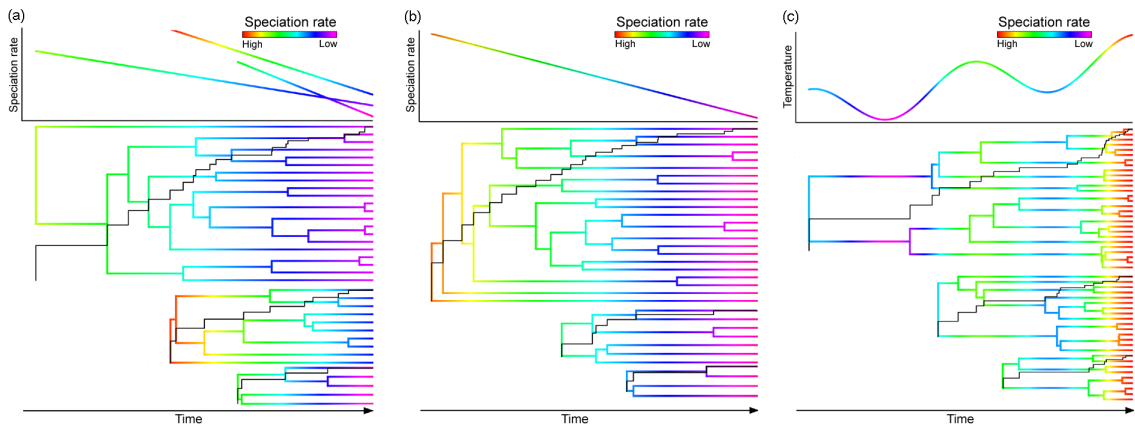 (a)
Speciation rate
High Low
Speciation rate
Time
(b)
Speciation rate
High Low
Speciation rate
Time
(c)
Speciation rate
High Low
Temperature
Time